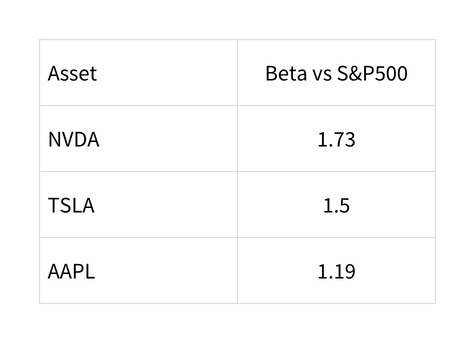 Asset Beta vs S&P500
NVDA 1.73
TSLA 1.5
AAPL 1.19